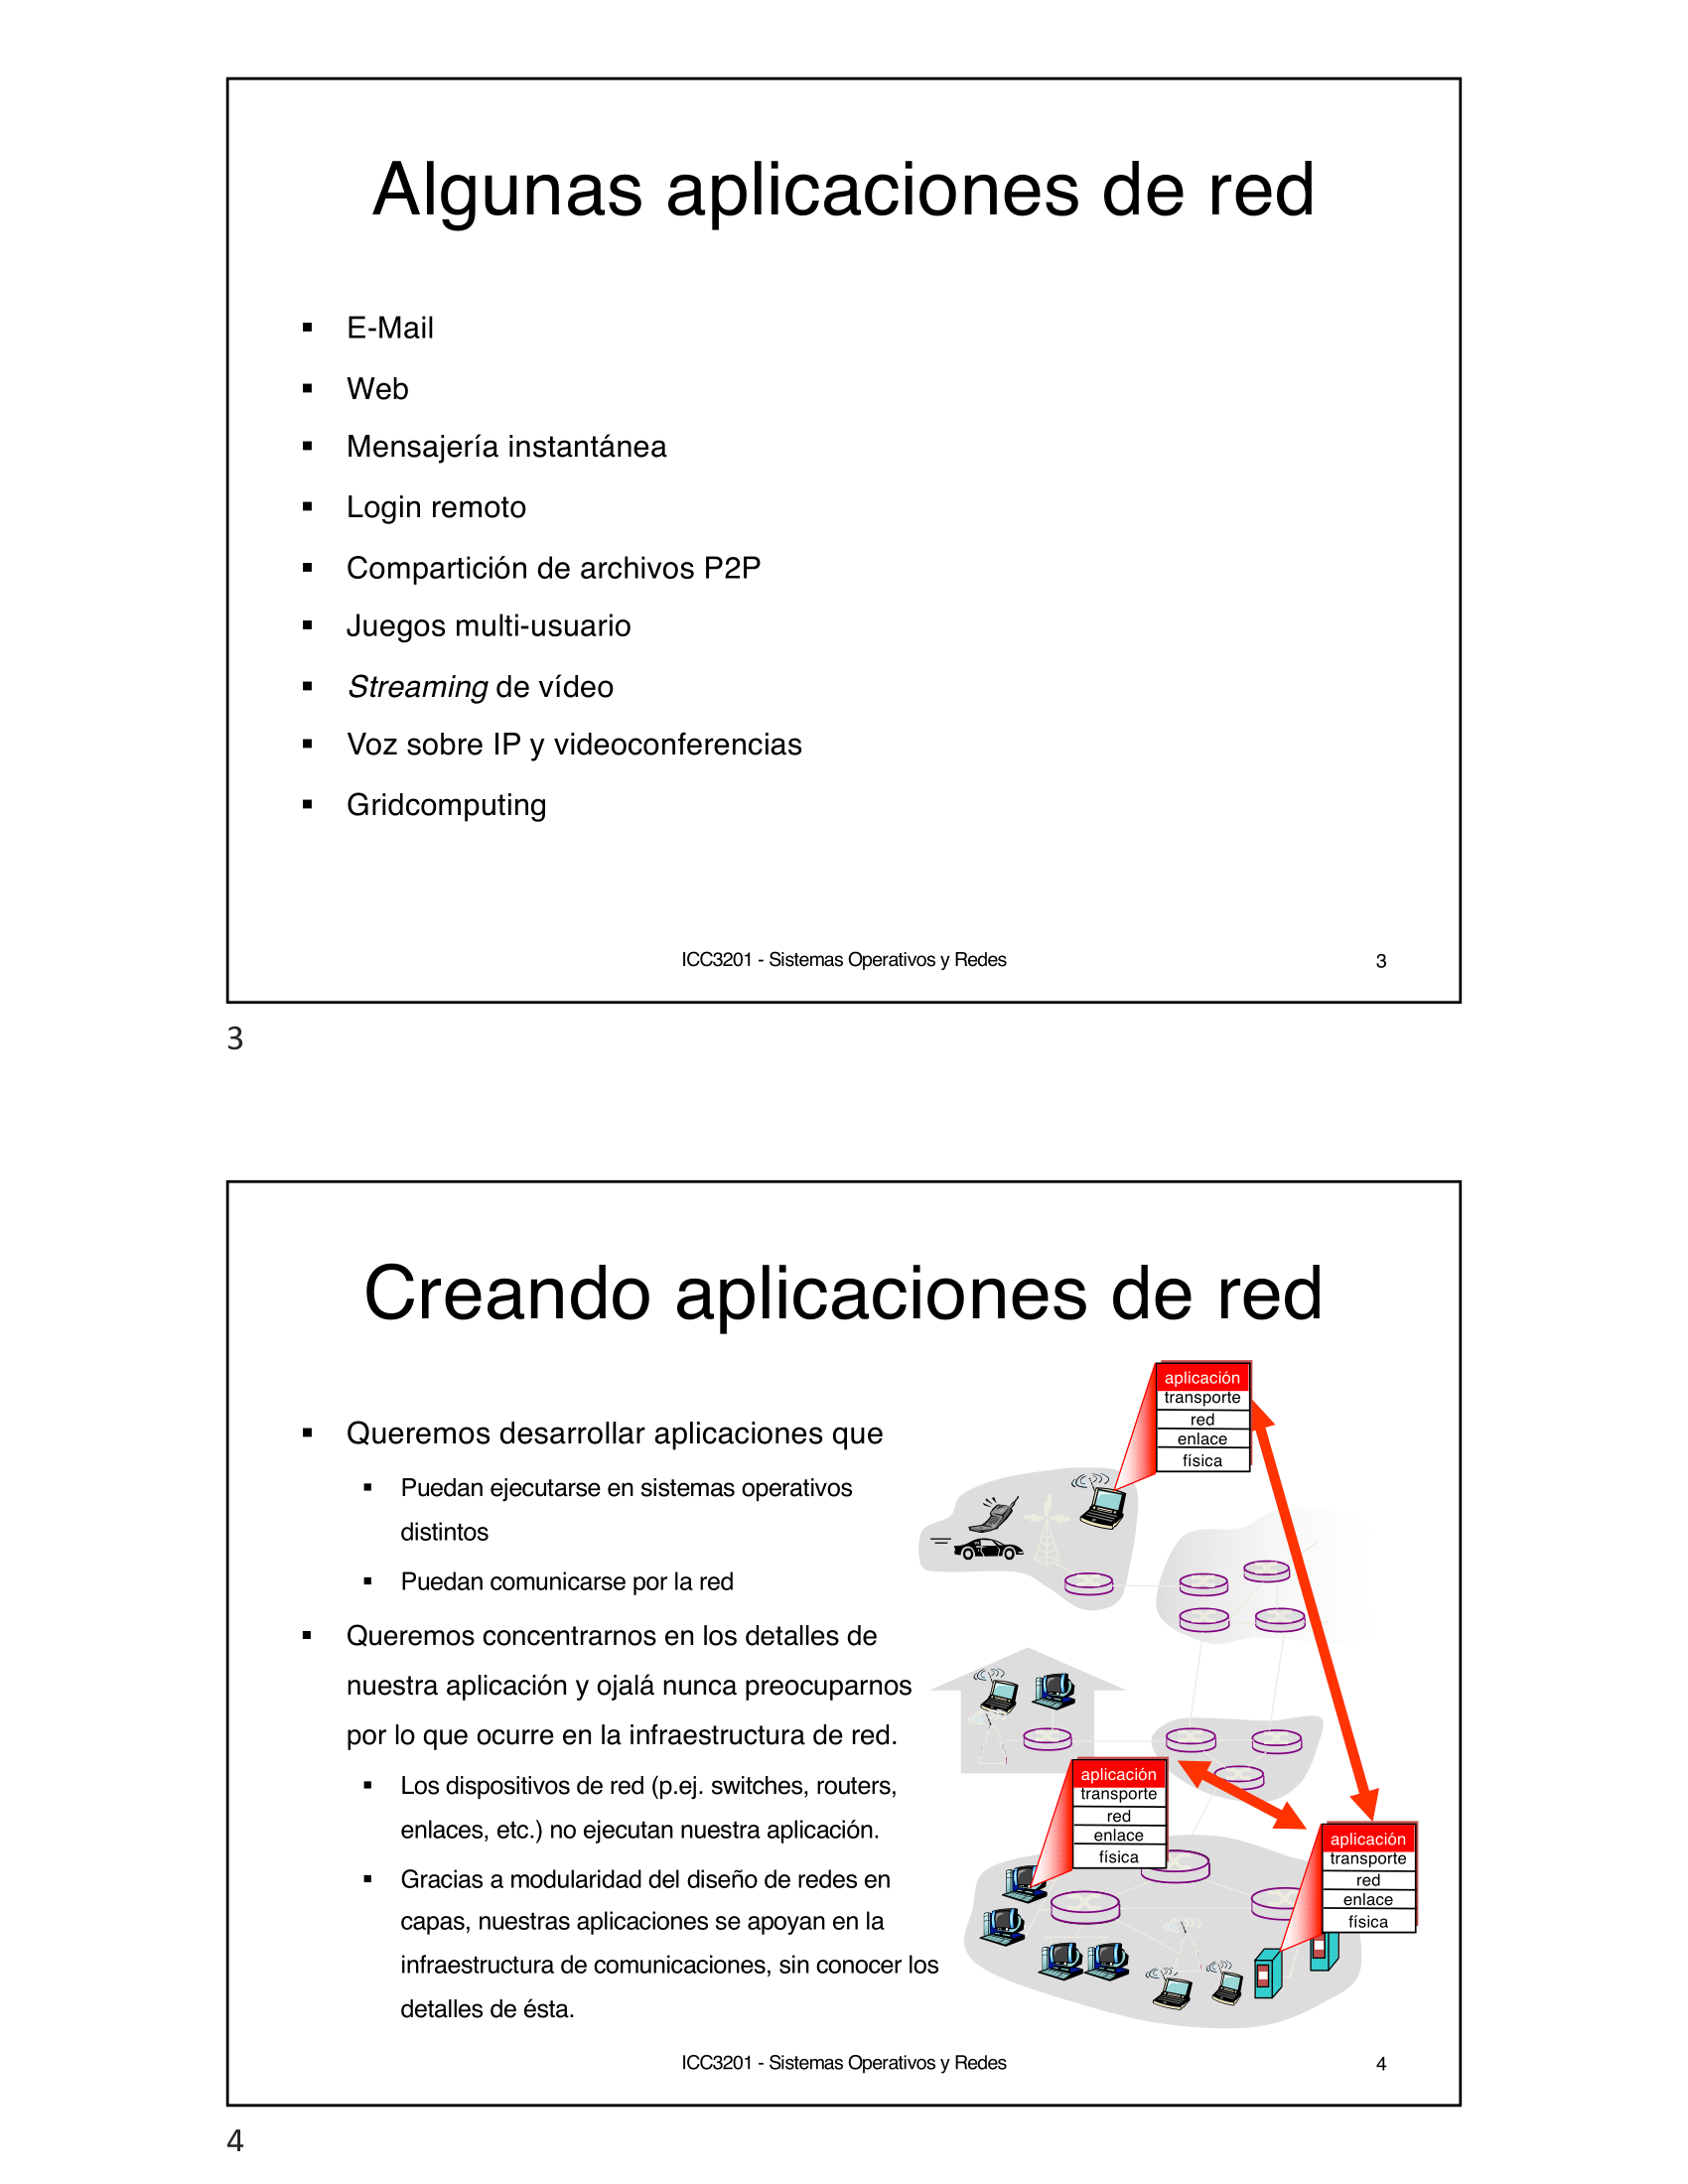 Algunas aplicaciones de red
▪ E-Mail
▪ Web
▪ Mensajería instantánea
▪ Login remoto
▪ Compartición de archivos P2P
▪ Juegos multi-usuario
▪ Streaming de vídeo
▪ Voz sobre IP y videoconferencias
▪ Gridcomputing
ICC3201 - Sistemas Operativos y Redes
3
3
Creando aplicaciones de red
▪ Queremos desarrollar aplicaciones que
▪ Puedan ejecutarse en sistemas operativos
distintos
▪ Puedan comunicarse por la red
▪ Queremos concentrarnos en los detalles de
nuestra aplicación y ojalá nunca preocuparnos
por lo que ocurre en la infraestructura de red.
▪ Los dispositivos de red (p.ej. switches, routers,
enlaces, etc.) no ejecutan nuestra aplicación.
▪ Gracias a modularidad del diseño de redes en
capas, nuestras aplicaciones se apoyan en la
infraestructura de comunicaciones, sin conocer los
detalles de ésta.
aplicación
transporte
red
enlace
física
aplicación
transporte
red
enlace
física
aplicación
transporte
red
enlace
física
ICC3201 - Sistemas Operativos y Redes
4
4